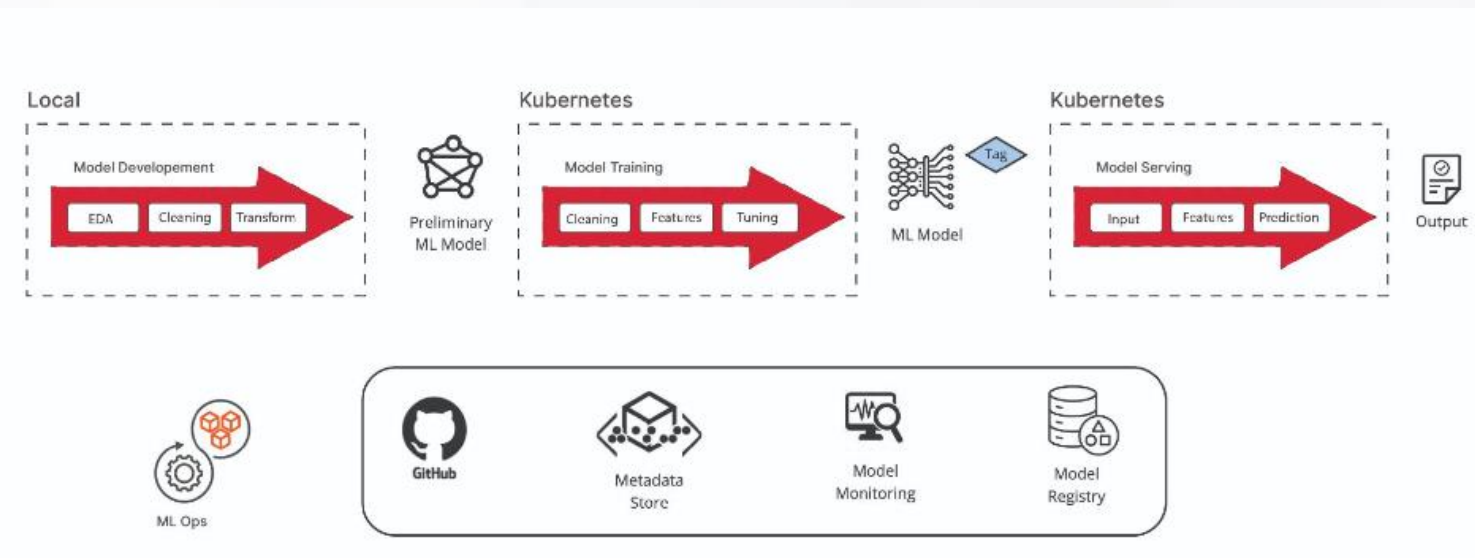 Local
Kubernetes
Kubernetes
Model Developement
EDA
Cleaning
Transform
Preliminary
ML Model
Model Training
Cleaning
Features
Tuning
ML Model
Tag
Model Serving
Input
Features
Prediction
Output
ML Ops
GitHub
Metadata
Store
Model
Monitoring
Model
Registry